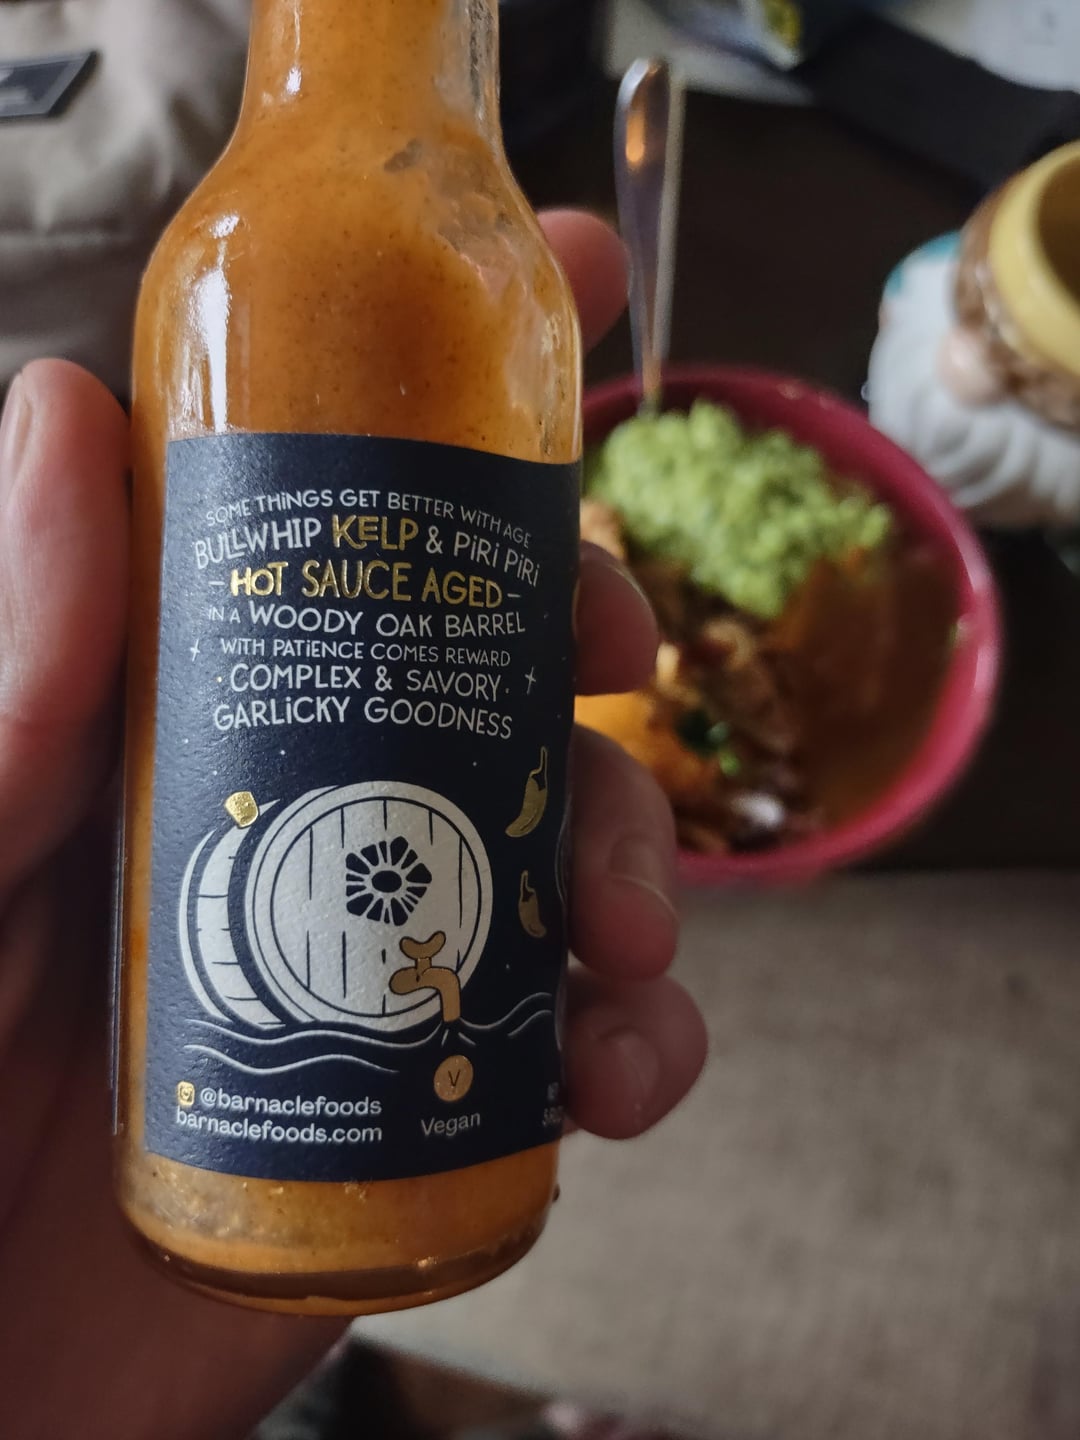 SOME THINGS GET BETTER WITH AGE
BULLWHIP KELP & PIRI PIRI
– HOT SAUCE AGED –
IN A WOODY OAK BARREL
WITH PATIENCE COMES REWARD
· COMPLEX & SAVORY ·
GARLICKY GOODNESS
@barnaclefoods
barnaclefoods.com
V
Vegan